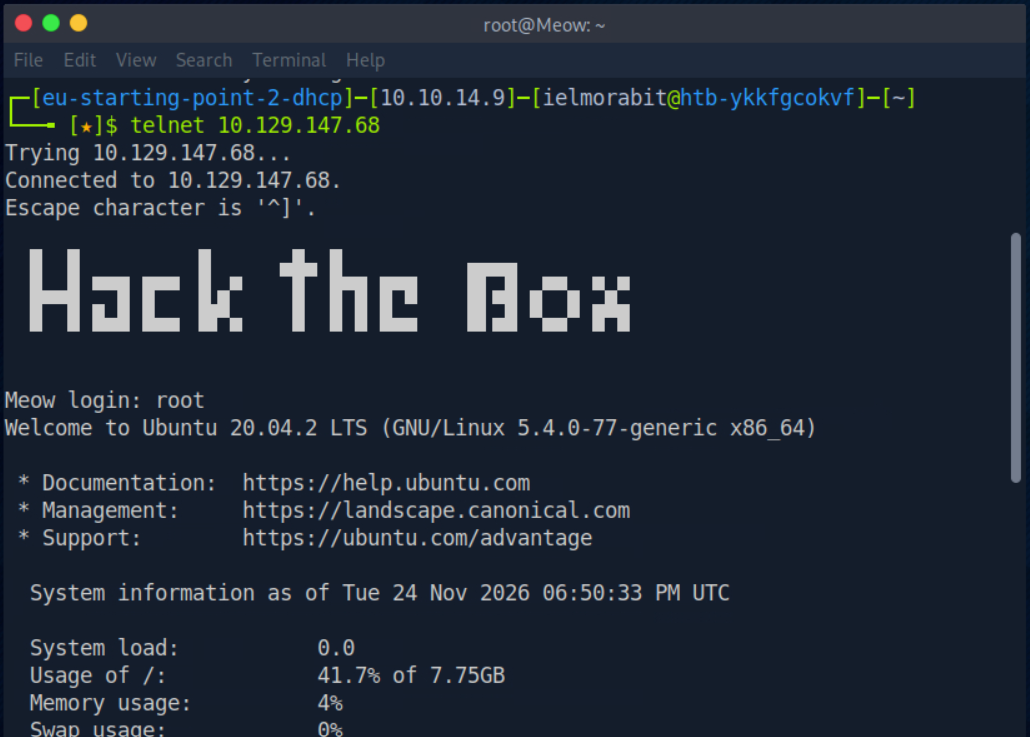 root@Meow: ~
File Edit View Search Terminal Help
[eu-starting-point-2-dhcp]-[10.10.14.9]-[ielmorabit@htb-ykkfgcokvf]-[~]
[★]$ telnet 10.129.147.68
Trying 10.129.147.68...
Connected to 10.129.147.68.
Escape character is '^]'.
Hack the Box
Meow login: root
Welcome to Ubuntu 20.04.2 LTS (GNU/Linux 5.4.0-77-generic x86_64)
* Documentation: https://help.ubuntu.com
* Management: https://landscape.canonical.com
* Support: https://ubuntu.com/advantage
System information as of Tue 24 Nov 2026 06:50:33 PM UTC
System load: 0.0
Usage of /: 41.7% of 7.75GB
Memory usage: 4%
Swap usage: 0%